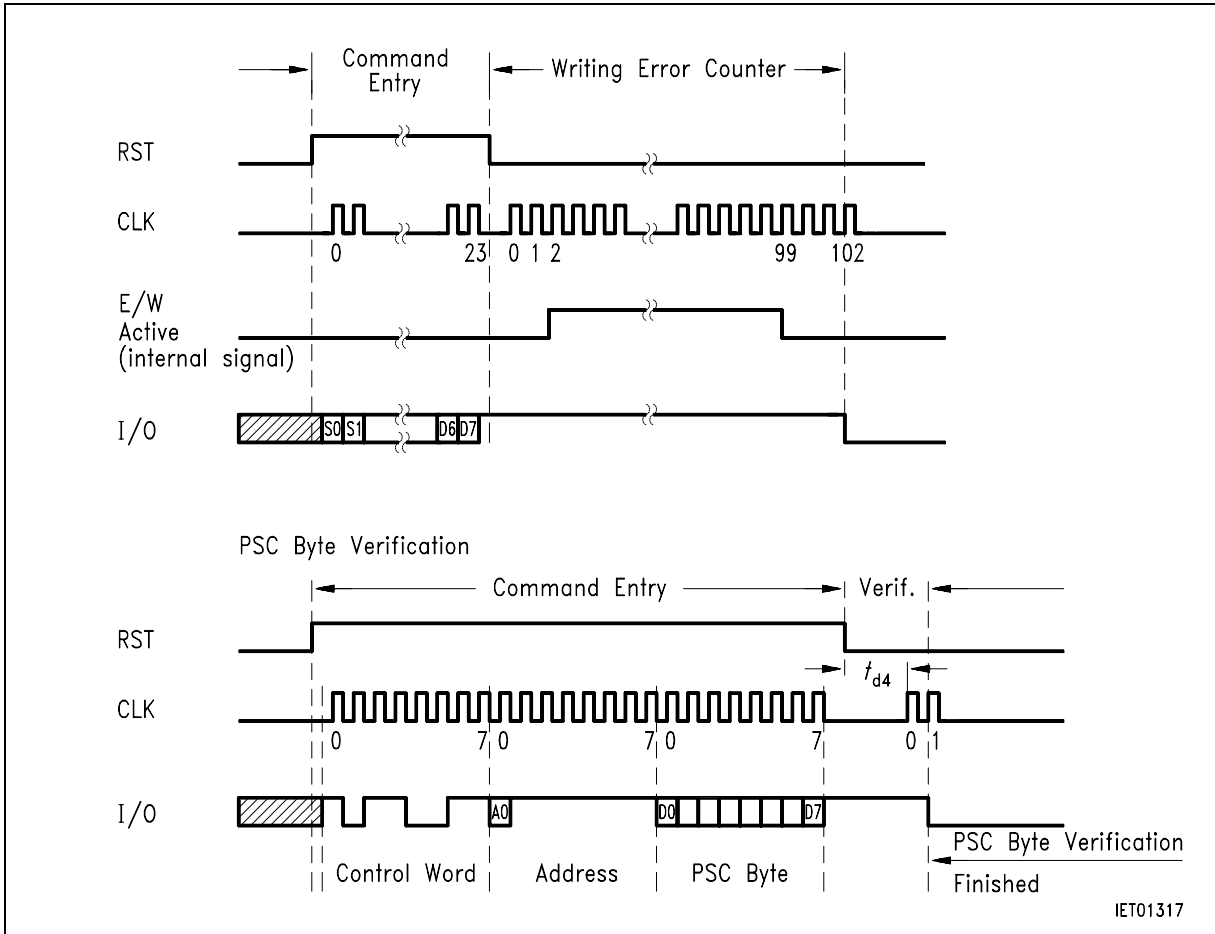 Command
Entry
Writing Error Counter
RST
CLK
0 23 0 1 2 99 102
E/W
Active
(internal signal)
I/O
S0 S1 D6 D7
PSC Byte Verification
Command Entry
Verif.
RST
td4
CLK
0 7 0 7 0 7 0 1
I/O
A0 D0 D7
PSC Byte Verification
Control Word Address PSC Byte
Finished
IET01317